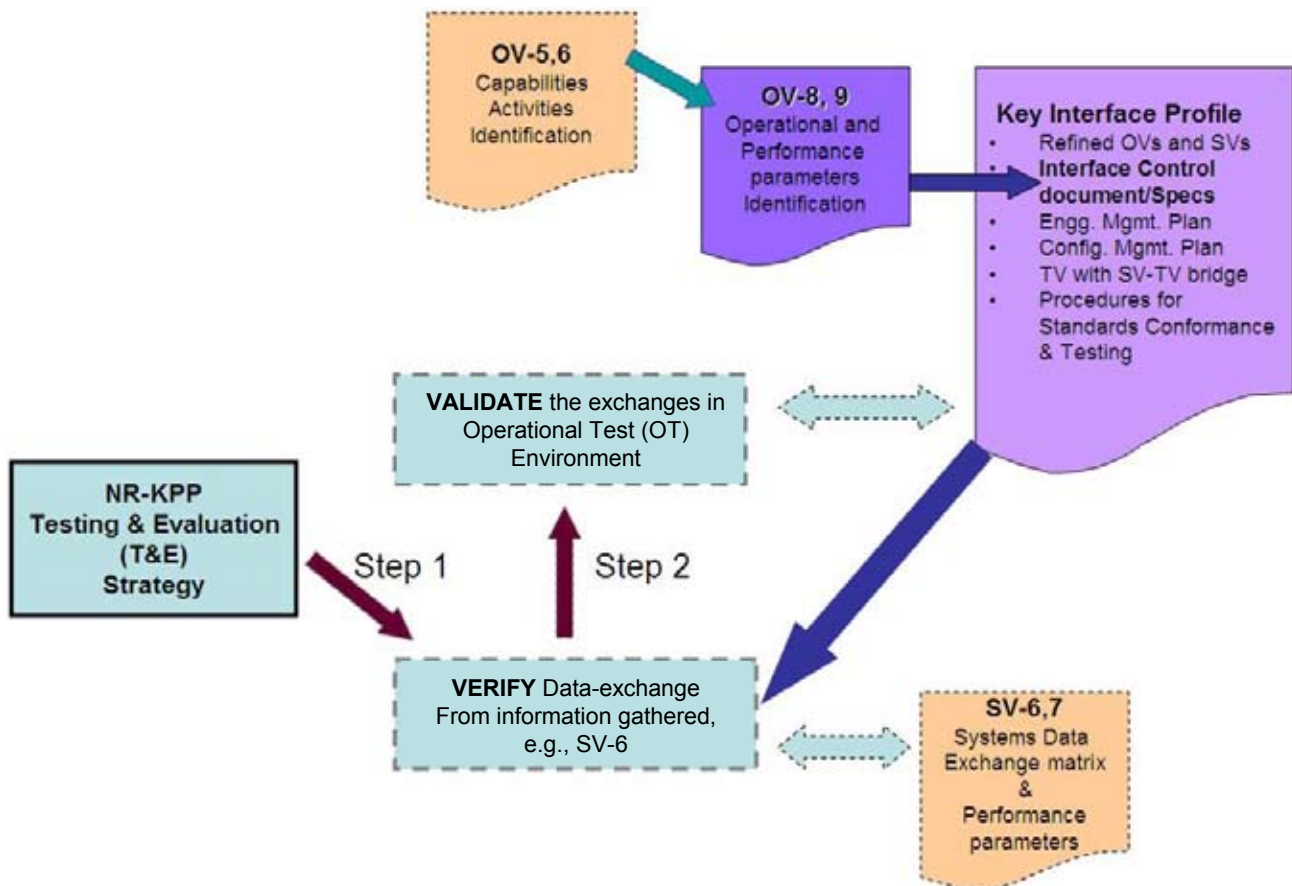 OV-5,6
Capabilities
Activities
Identification
OV-8, 9
Operational and
Performance
parameters
Identification
Key Interface Profile
• Refined OVs and SVs
• Interface Control
document/Specs
• Engg. Mgmt. Plan
• Config. Mgmt. Plan
• TV with SV-TV bridge
• Procedures for
Standards Conformance
& Testing
VALIDATE the exchanges in
Operational Test (OT)
Environment
NR-KPP
Testing & Evaluation
(T&E)
Strategy
Step 1
Step 2
VERIFY Data-exchange
From information gathered,
e.g., SV-6
SV-6,7
Systems Data
Exchange matrix
&
Performance
parameters